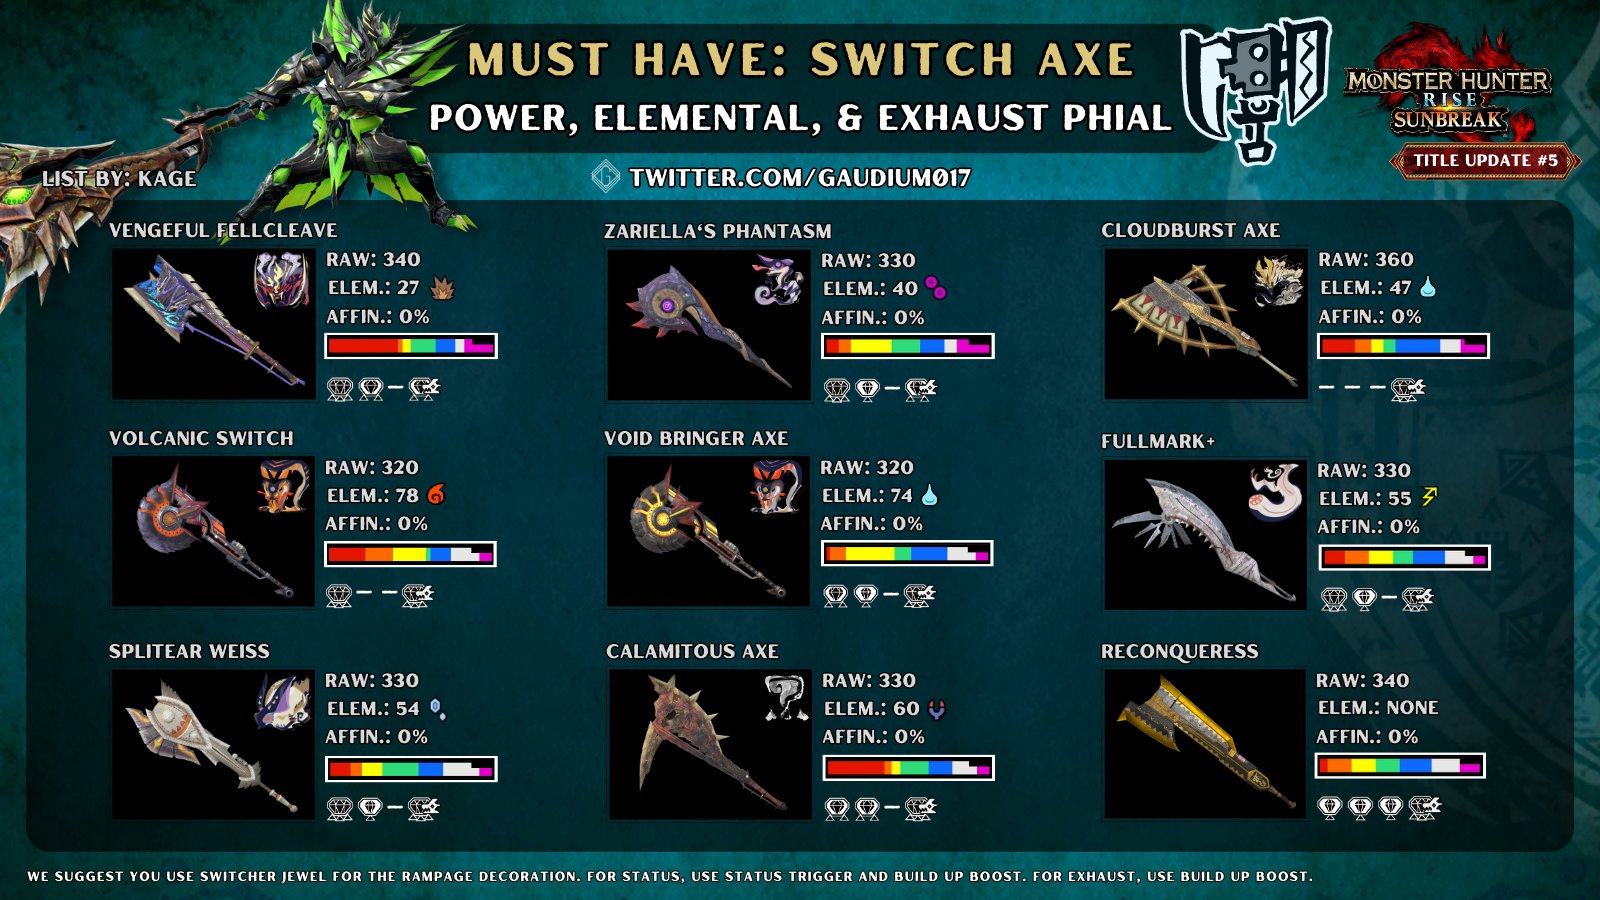 MUST HAVE: SWITCH AXE
POWER, ELEMENTAL, & EXHAUST PHIAL
MONSTER HUNTER
RISE
SUNBREAK
TITLE UPDATE #5
LIST BY: KAGE
TWITTER.COM/GAUDIUM017
VENGEFUL FELLCLEAVE
RAW: 340
ELEM.: 27
AFFIN.: 0%
ZARIELLA'S PHANTASM
RAW: 330
ELEM.: 40
AFFIN.: 0%
CLOUDBURST AXE
RAW: 360
ELEM.: 47
AFFIN.: 0%
VOLCANIC SWITCH
RAW: 320
ELEM.: 78
AFFIN.: 0%
VOID BRINGER AXE
RAW: 320
ELEM.: 74
AFFIN.: 0%
FULLMARK+
RAW: 330
ELEM.: 55
AFFIN.: 0%
SPLITEAR WEISS
RAW: 330
ELEM.: 54
AFFIN.: 0%
CALAMITOUS AXE
RAW: 330
ELEM.: 60
AFFIN.: 0%
RECONQUERESS
RAW: 340
ELEM.: NONE
AFFIN.: 0%
WE SUGGEST YOU USE SWITCHER JEWEL FOR THE RAMPAGE DECORATION. FOR STATUS, USE STATUS TRIGGER AND BUILD UP BOOST. FOR EXHAUST, USE BUILD UP BOOST.